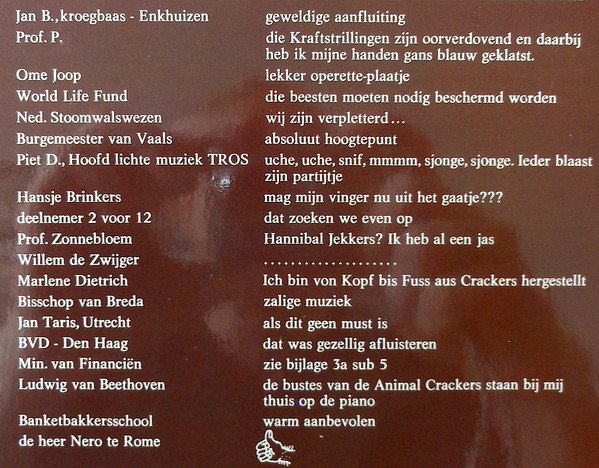 Jan B., kroegbaas - Enkhuizen geweldige aanfluiting
Prof. P. die Kraftstrillingen zijn oorverdovend en daarbij
heb ik mijne handen gans blauw geklatst.
Ome Joop lekker operette-plaatje
World Life Fund die beesten moeten nodig beschermd worden
Ned. Stoomwalswezen wij zijn verpletterd...
Burgemeester van Vaals absoluut hoogtepunt
Piet D., Hoofd lichte muziek TROS uche, uche, snif, mmmm, sjonge, sjonge. Ieder blaast
zijn partijtje
Hansje Brinkers mag mijn vinger nu uit het gaatje???
deelnemer 2 voor 12 dat zoeken we even op
Prof. Zonnebloem Hannibal Jekkers? Ik heb al een jas
Willem de Zwijger .....................
Marlene Dietrich Ich bin von Kopf bis Fuss aus Crackers hergestellt
Bisschop van Breda zalige muziek
Jan Taris, Utrecht als dit geen must is
BVD - Den Haag dat was gezellig afluisteren
Min. van Financiën zie bijlage 3a sub 5
Ludwig van Beethoven de bustes van de Animal Crackers staan bij mij
thuis op de piano
Banketbakkersschool warm aanbevolen
de heer Nero te Rome